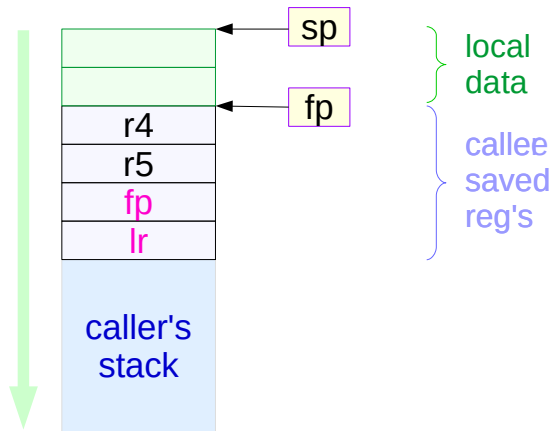 sp
local
data
fp
r4
r5
fp
lr
callee
saved
reg's
caller's
stack